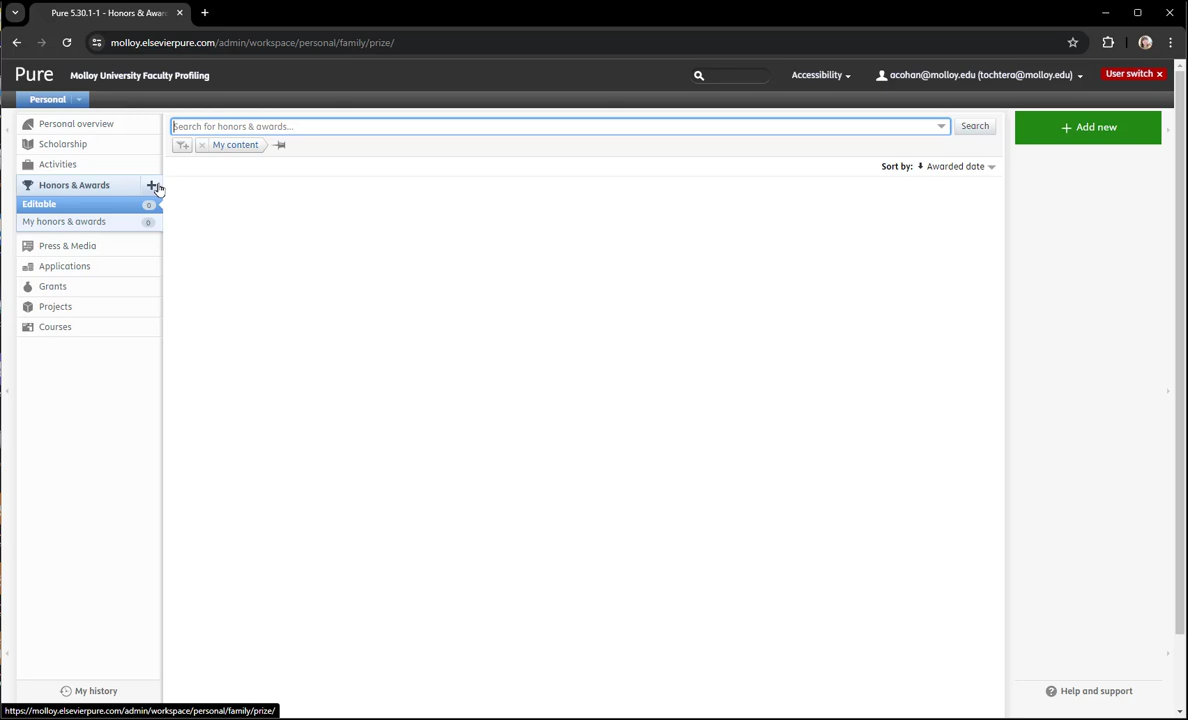 Pure 5.30.1-1 - Honors & Awar
molloy.elsevierpure.com/admin/workspace/personal/family/prize/
Pure Molloy University Faculty Profiling
Accessibility
acohan@molloy.edu (tochtera@molloy.edu)
User switch ×
Personal
Personal overview
Scholarship
Activities
Honors & Awards
Editable 0
My honors & awards 0
Press & Media
Applications
Grants
Projects
Courses
Search for honors & awards...
Search
My content
Sort by: Awarded date
+ Add new
My history
Help and support
https://molloy.elsevierpure.com/admin/workspace/personal/family/prize/